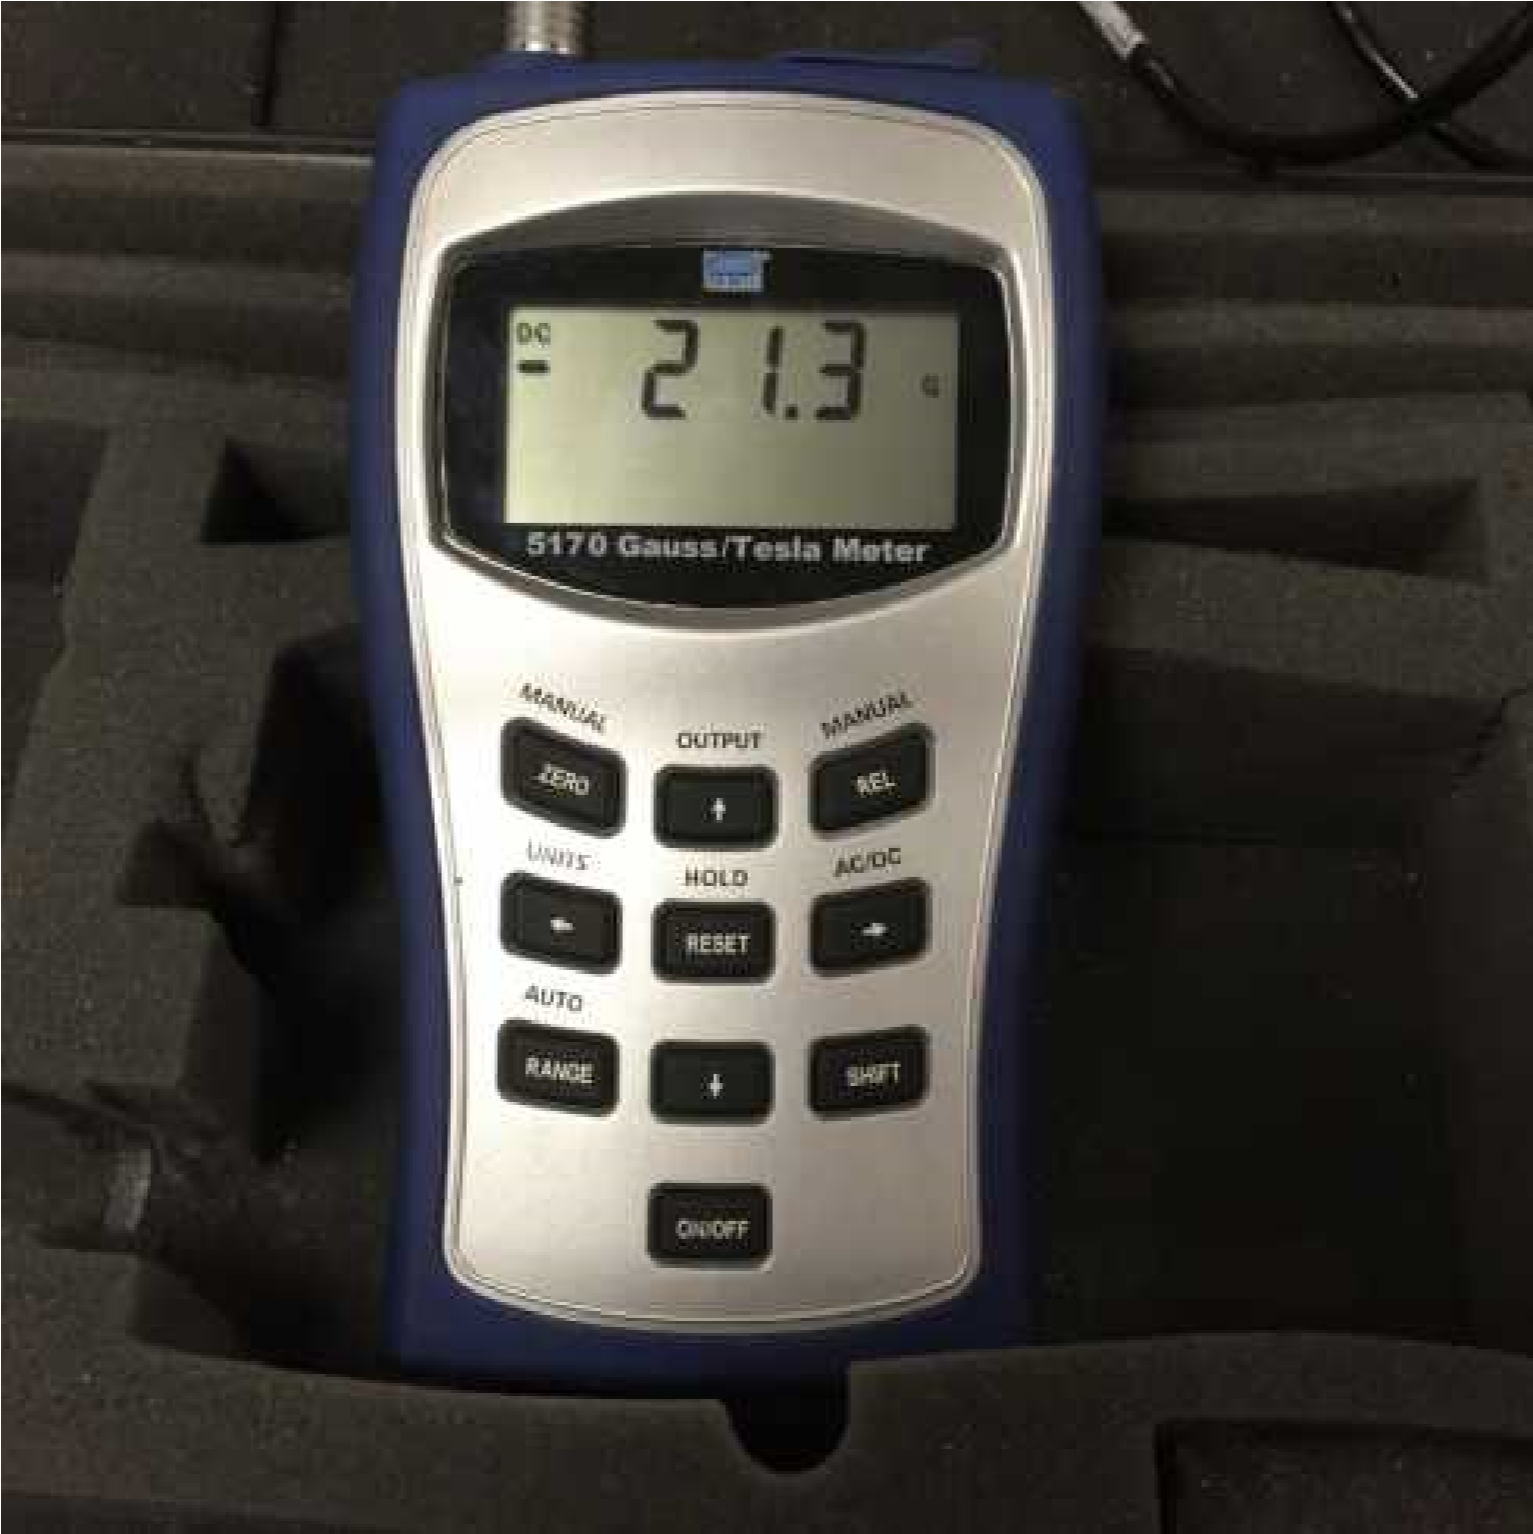 DC
- 21.3 G
5170 Gauss/Tesla Meter
MANUAL OUTPUT MANUAL
ZERO ↑ REL
UNITS HOLD AC/DC
← RESET →
AUTO
RANGE ↓ SHIFT
ON/OFF